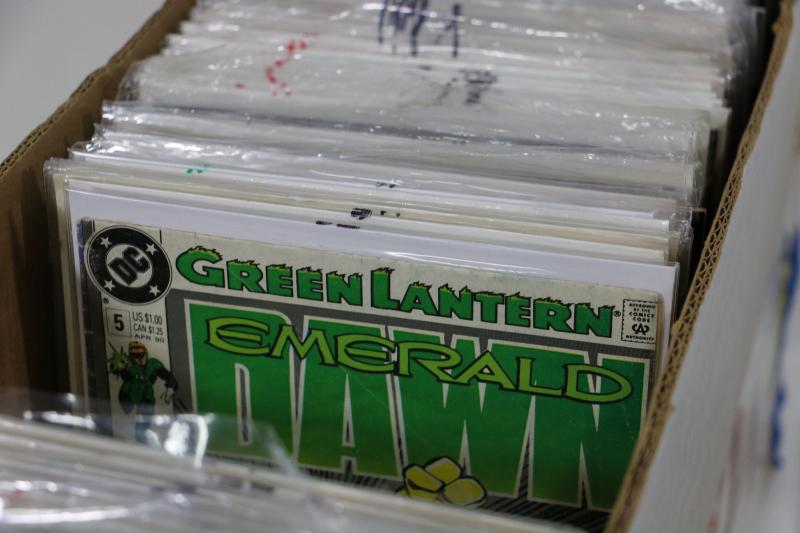 DC
GREEN LANTERN®
5
US $1.00
CAN $1.25
APR 90
APPROVED
BY THE
COMICS
CODE
CA
AUTHORITY
EMERALD
DAWN